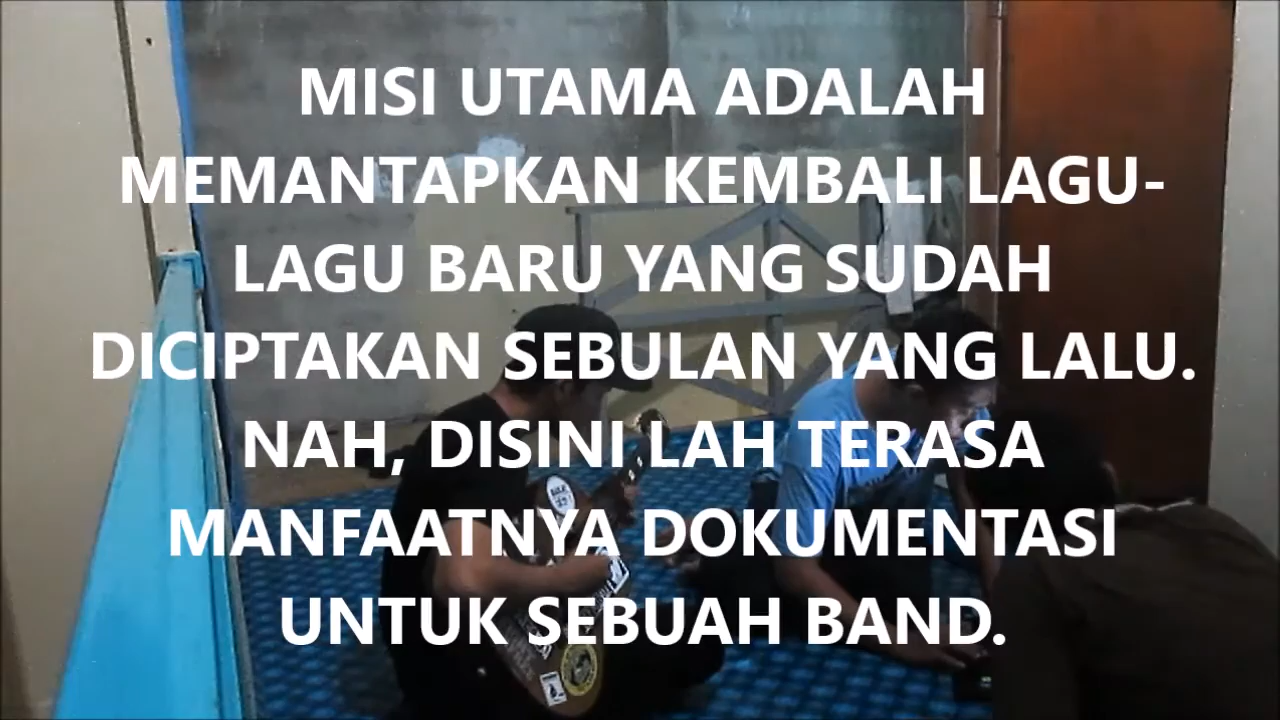 MISI UTAMA ADALAH
MEMANTAPKAN KEMBALI LAGU-
LAGU BARU YANG SUDAH
DICIPTAKAN SEBULAN YANG LALU.
NAH, DISINI LAH TERASA
MANFAATNYA DOKUMENTASI
UNTUK SEBUAH BAND.